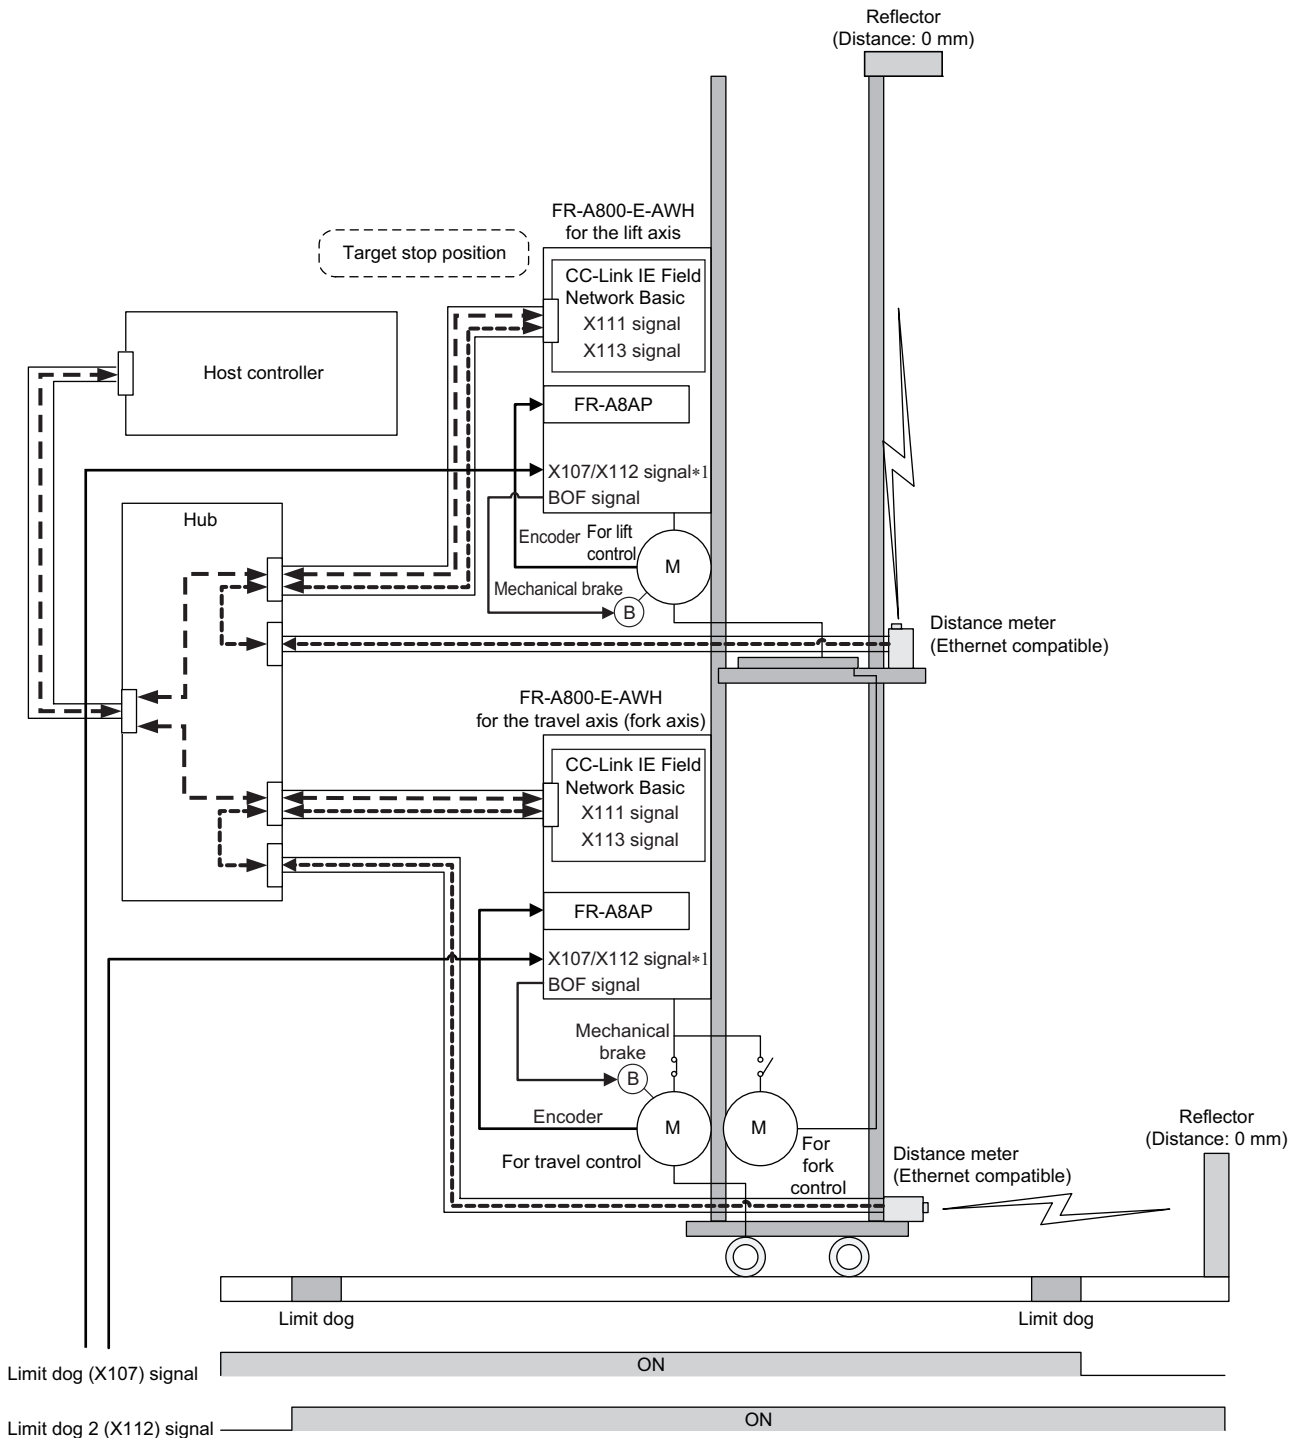 Reflector
(Distance: 0 mm)
FR-A800-E-AWH
for the lift axis
Target stop position
CC-Link IE Field
Network Basic
X111 signal
X113 signal
Host controller
FR-A8AP
X107/X112 signal*1
BOF signal
Hub
Encoder
For lift
control
M
Mechanical brake
B
Distance meter
(Ethernet compatible)
FR-A800-E-AWH
for the travel axis (fork axis)
CC-Link IE Field
Network Basic
X111 signal
X113 signal
FR-A8AP
X107/X112 signal*1
BOF signal
Mechanical
brake
B
Encoder
M
M
For travel control
For
fork
control
Distance meter
(Ethernet compatible)
Reflector
(Distance: 0 mm)
Limit dog
Limit dog
Limit dog (X107) signal
ON
Limit dog 2 (X112) signal
ON